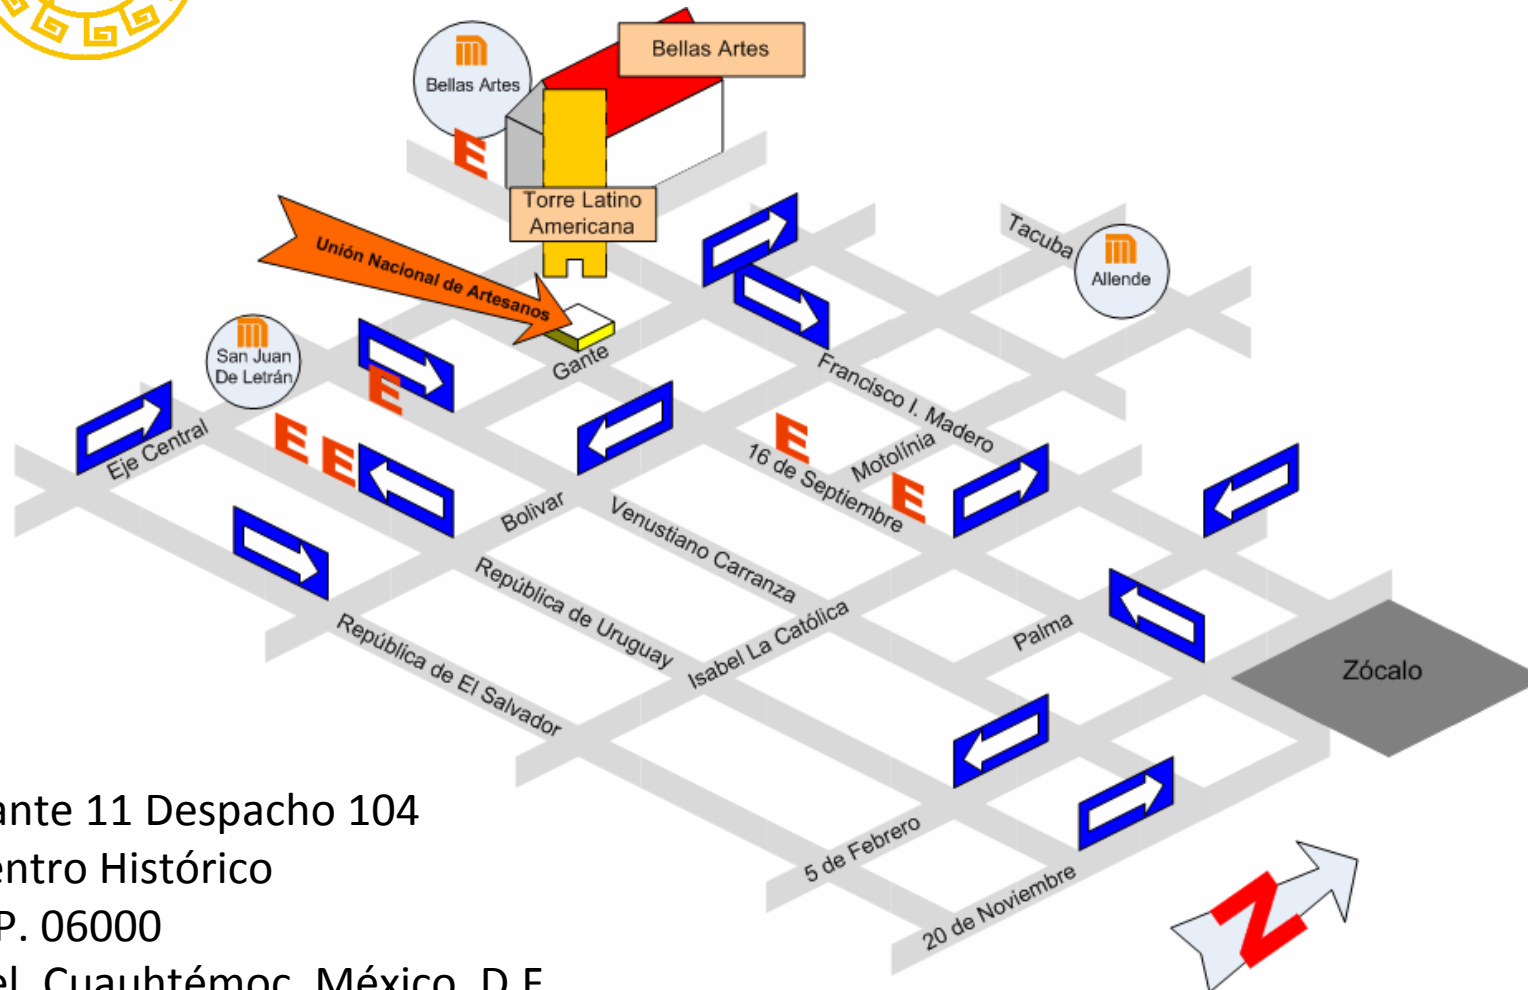 Bellas Artes
Bellas Artes
E
Torre Latino
Americana
Unión Nacional de Artesanos
Tacuba
Allende
San Juan
De Letrán
E
Gante
Francisco I. Madero
Eje Central
E
E
E
16 de Septiembre
Motolínia
E
Bolivar
Venustiano Carranza
República de Uruguay
Isabel La Católica
República de El Salvador
Palma
Zócalo
5 de Febrero
20 de Noviembre
N
ante 11 Despacho 104
entro Histórico
P. 06000
el. Cuauhtémoc, México, D.F.